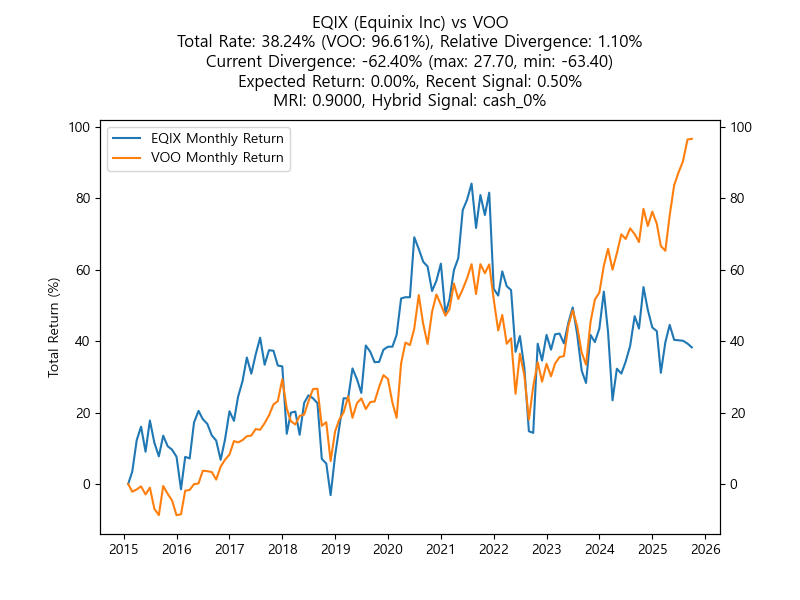 EQIX (Equinix Inc) vs VOO
Total Rate: 38.24% (VOO: 96.61%), Relative Divergence: 1.10%
Current Divergence: -62.40% (max: 27.70, min: -63.40)
Expected Return: 0.00%, Recent Signal: 0.50%
MRI: 0.9000, Hybrid Signal: cash_0%
EQIX Monthly Return
VOO Monthly Return
Total Return (%)
100
80
60
40
20
0
100
80
60
40
20
0
2015 2016 2017 2018 2019 2020 2021 2022 2023 2024 2025 2026